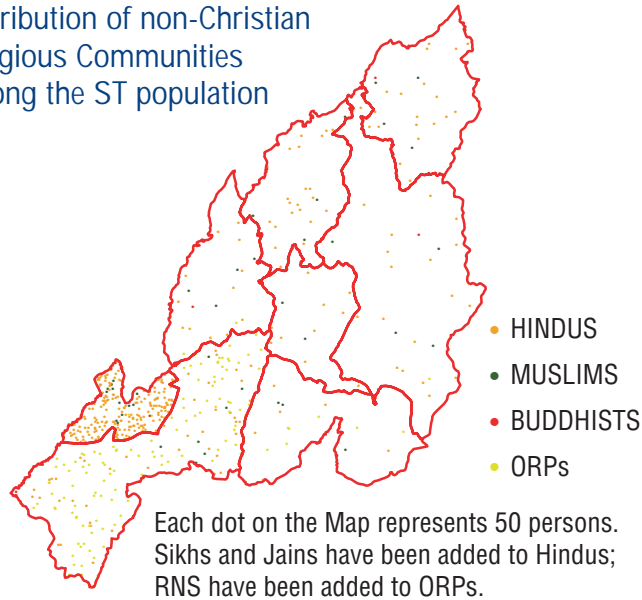 ribution of non-Christian
gious Communities
ong the ST population
HINDUS
MUSLIMS
BUDDHISTS
ORPs
Each dot on the Map represents 50 persons.
Sikhs and Jains have been added to Hindus;
RNS have been added to ORPs.